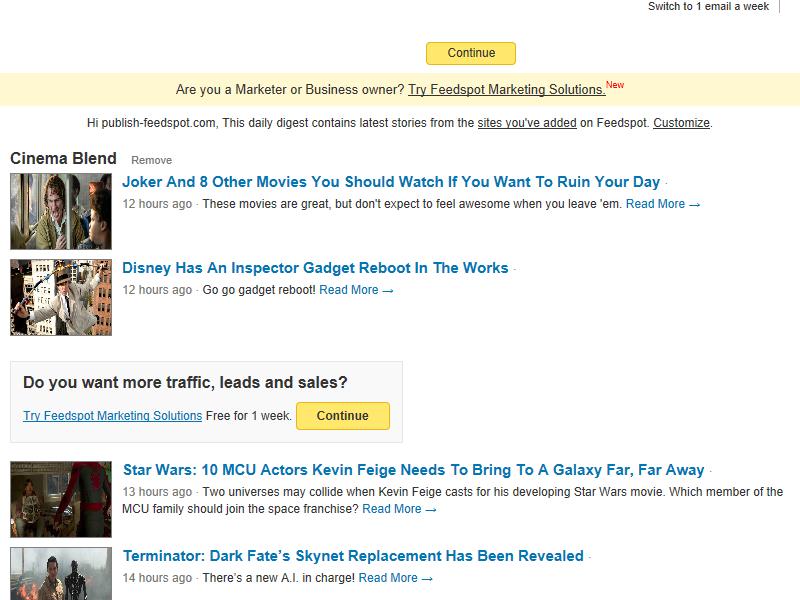 Switch to 1 email a week
Continue
Are you a Marketer or Business owner? Try Feedspot Marketing Solutions.New
Hi publish-feedspot.com, This daily digest contains latest stories from the sites you've added on Feedspot. Customize.
Cinema Blend Remove
Joker And 8 Other Movies You Should Watch If You Want To Ruin Your Day ·
12 hours ago · These movies are great, but don't expect to feel awesome when you leave 'em. Read More →
Disney Has An Inspector Gadget Reboot In The Works ·
12 hours ago · Go go gadget reboot! Read More →
Do you want more traffic, leads and sales?
Try Feedspot Marketing Solutions Free for 1 week. Continue
Star Wars: 10 MCU Actors Kevin Feige Needs To Bring To A Galaxy Far, Far Away ·
13 hours ago · Two universes may collide when Kevin Feige casts for his developing Star Wars movie. Which member of the
MCU family should join the space franchise? Read More →
Terminator: Dark Fate’s Skynet Replacement Has Been Revealed ·
14 hours ago · There’s a new A.I. in charge! Read More →